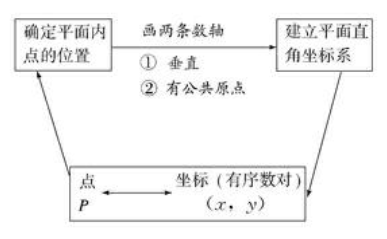 确定平面内
点的位置
画两条数轴
① 垂直
② 有公共原点
建立平面直
角坐标系
点 坐标 (有序数对)
P (x, y)